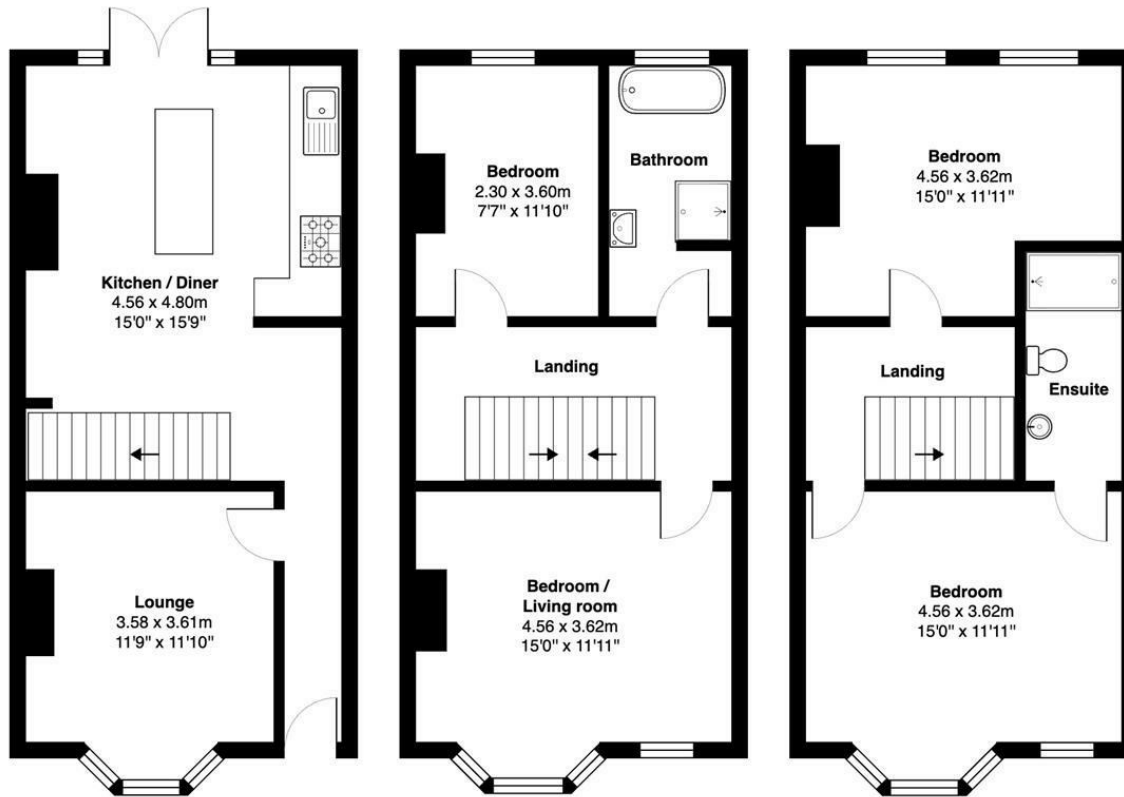 Kitchen / Diner
4.56 x 4.80m
15'0" x 15'9"
Lounge
3.58 x 3.61m
11'9" x 11'10"
Bedroom
2.30 x 3.60m
7'7" x 11'10"
Bathroom
Landing
Bedroom /
Living room
4.56 x 3.62m
15'0" x 11'11"
Bedroom
4.56 x 3.62m
15'0" x 11'11"
Landing
Ensuite
Bedroom
4.56 x 3.62m
15'0" x 11'11"